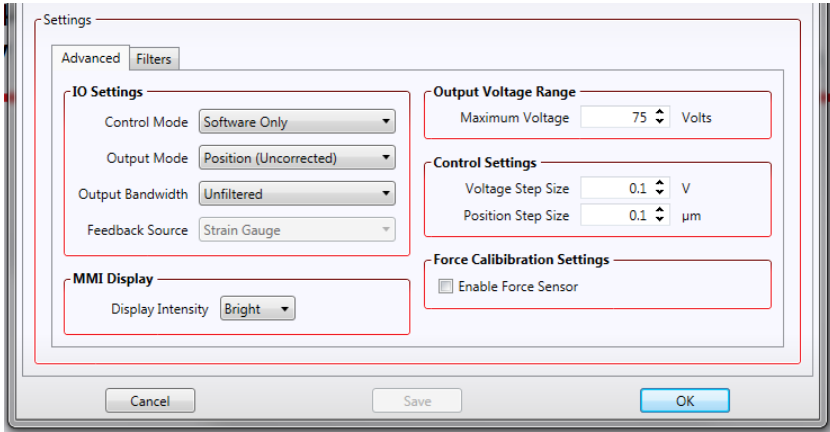 Settings
Advanced Filters
IO Settings
Control Mode Software Only
Output Mode Position (Uncorrected)
Output Bandwidth Unfiltered
Feedback Source Strain Gauge
MMI Display
Display Intensity Bright
Output Voltage Range
Maximum Voltage 75 Volts
Control Settings
Voltage Step Size 0.1 V
Position Step Size 0.1 µm
Force Calibibration Settings
Enable Force Sensor
Cancel Save OK